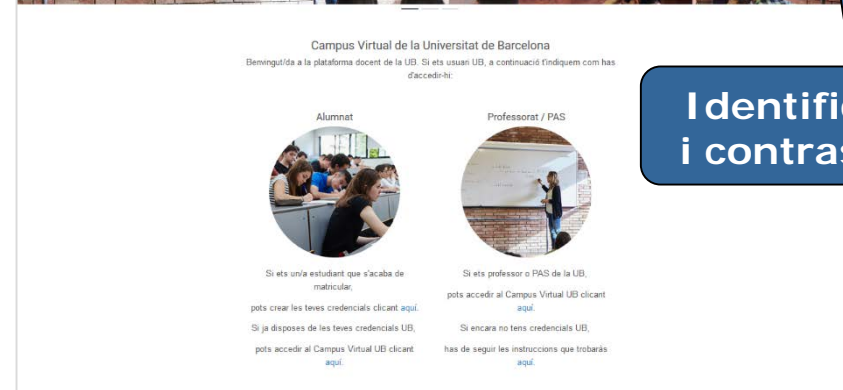 Campus Virtual de la Universitat de Barcelona
Benvingut/da a la plataforma docent de la UB. Si ets usuari UB, a continuació t'indiquem com has
d'accedir-hi:
Alumnat
Si ets un/a estudiant que s'acaba de
matricular,
pots crear les teves credencials clicant aquí.
Si ja disposes de les teves credencials UB,
pots accedir al Campus Virtual UB clicant
aquí.
Professorat / PAS
Si ets professor o PAS de la UB,
pots accedir al Campus Virtual UB clicant
aquí.
Si encara no tens credencials UB,
has de seguir les instruccions que trobaràs
aquí.
i